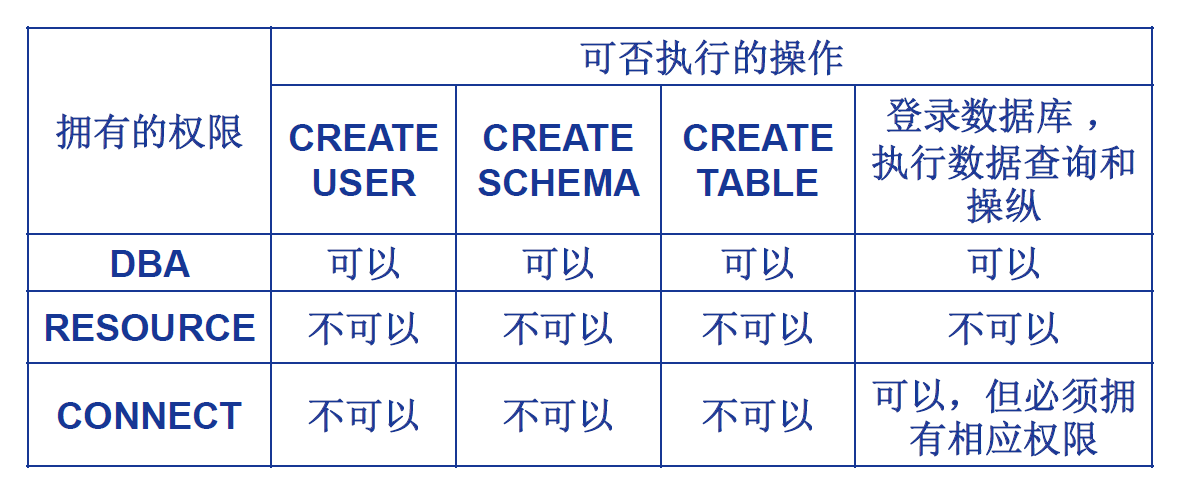 可否执行的操作
拥有的权限
CREATE USER
CREATE SCHEMA
CREATE TABLE
登录数据库，
执行数据查询和
操纵
DBA 可以 可以 可以 可以
RESOURCE 不可以 不可以 不可以 不可以
CONNECT 不可以 不可以 不可以 可以，但必须拥
有相应权限